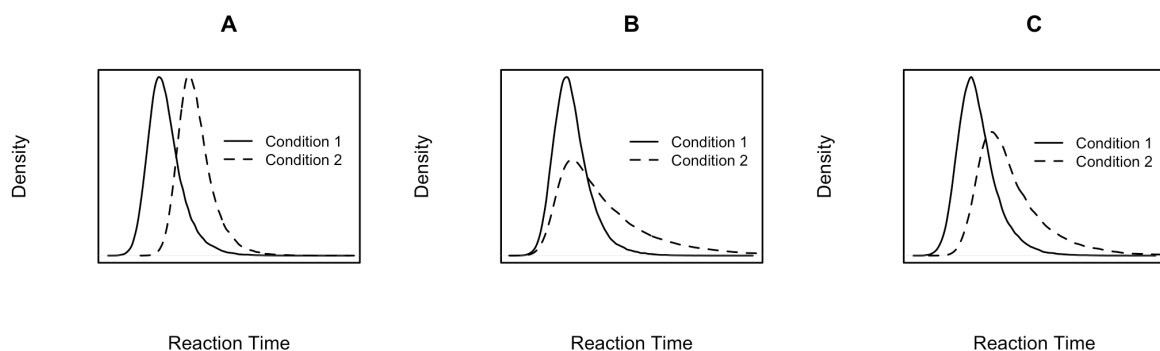 A
Density
Condition 1
Condition 2
Reaction Time
B
Density
Condition 1
Condition 2
Reaction Time
C
Density
Condition 1
Condition 2
Reaction Time